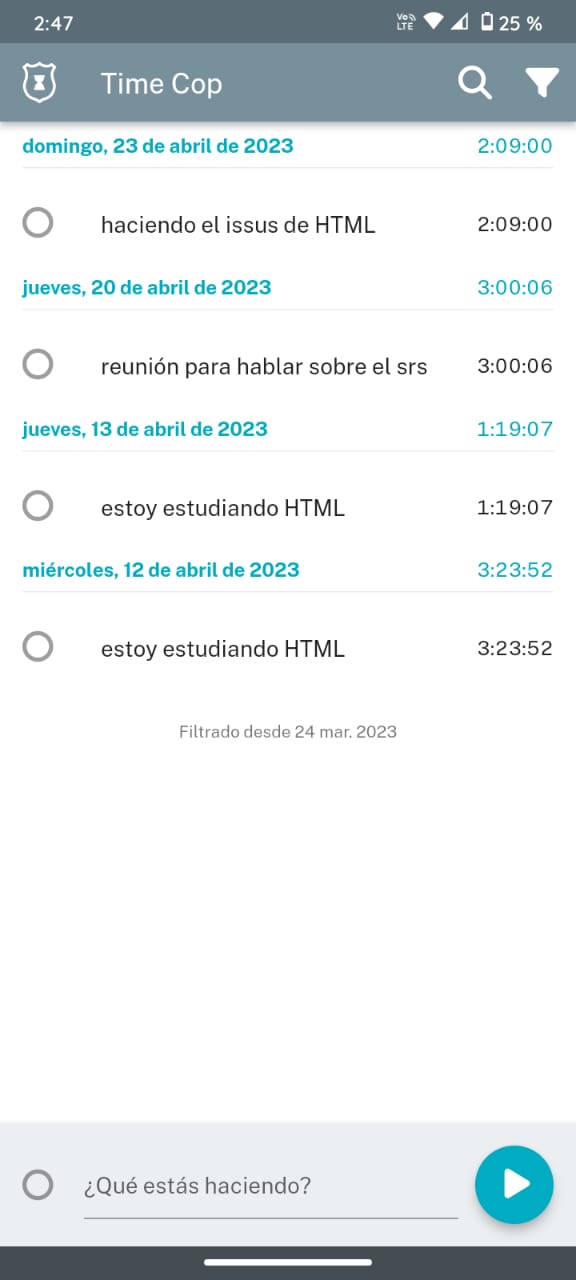 2:47
Vo)) LTE
25 %
Time Cop
domingo, 23 de abril de 2023 2:09:00
haciendo el issus de HTML 2:09:00
jueves, 20 de abril de 2023 3:00:06
reunión para hablar sobre el srs 3:00:06
jueves, 13 de abril de 2023 1:19:07
estoy estudiando HTML 1:19:07
miércoles, 12 de abril de 2023 3:23:52
estoy estudiando HTML 3:23:52
Filtrado desde 24 mar. 2023
¿Qué estás haciendo?